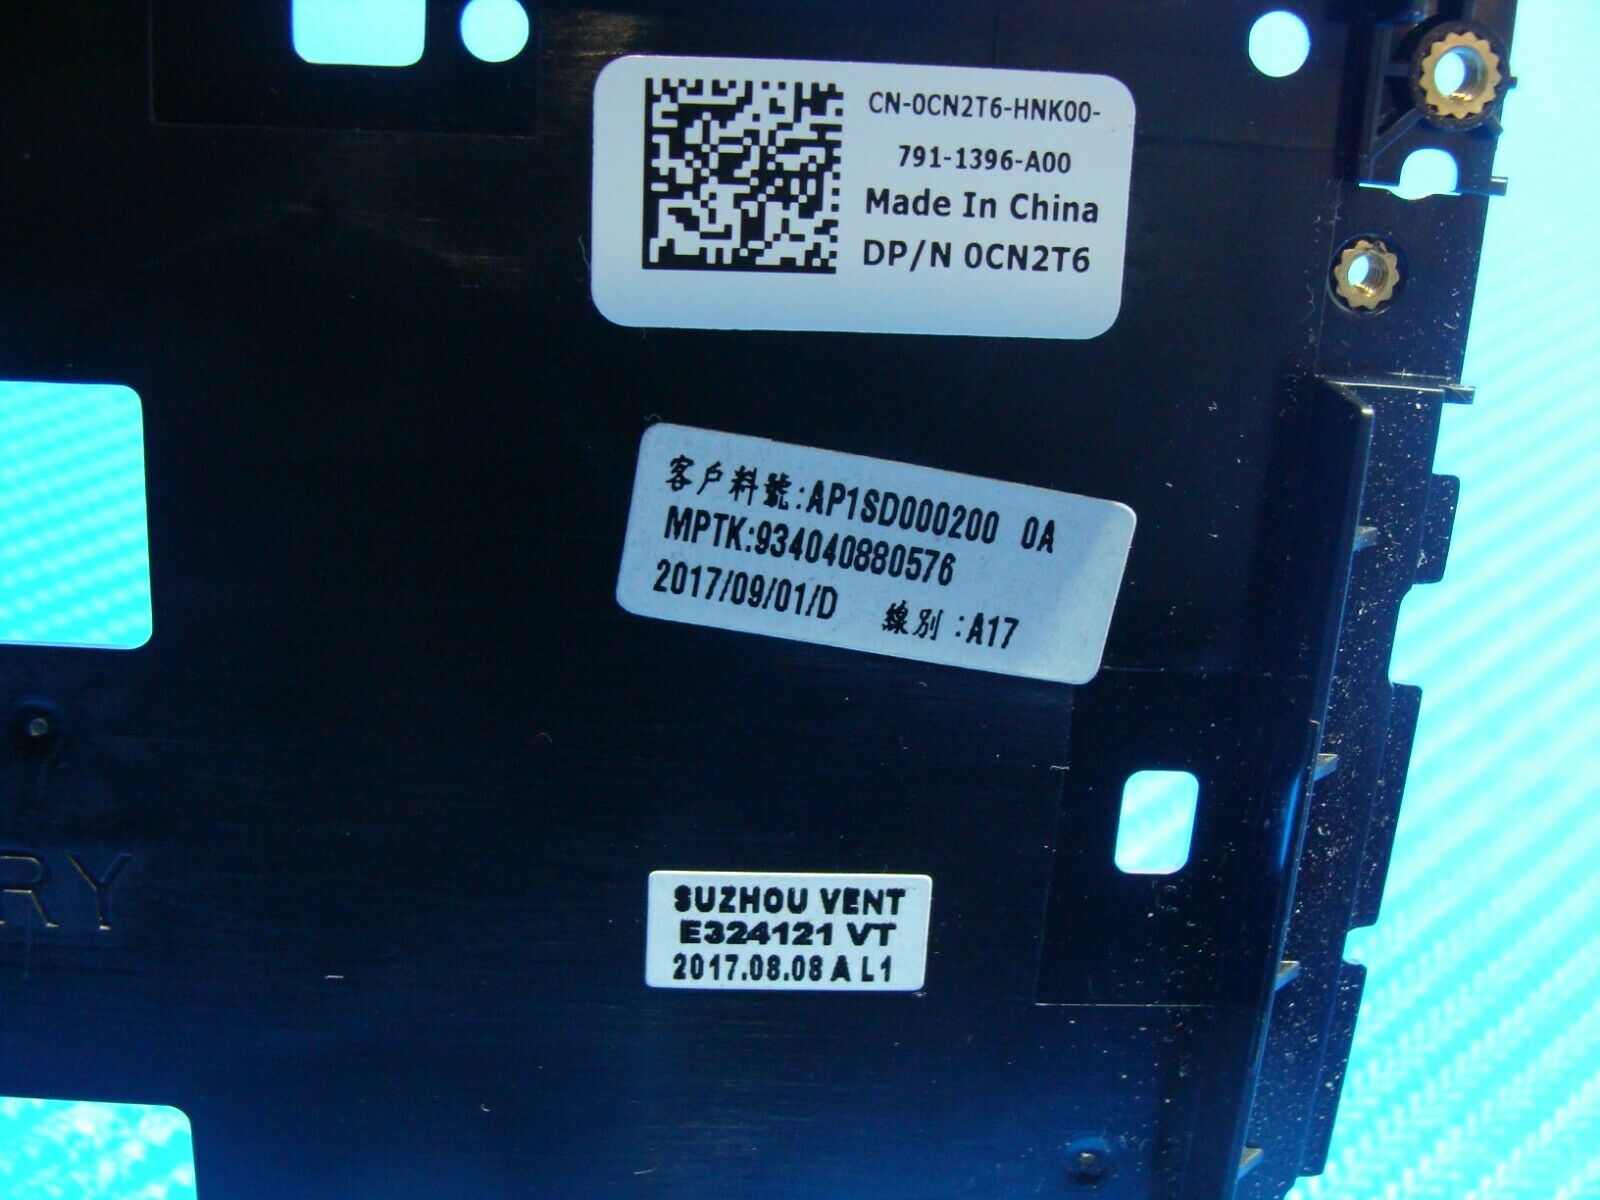 CN-0CN2T6-HNK00-
791-1396-A00
Made In China
DP/N 0CN2T6
客戶料號:AP1SD000200 0A
MPTK:934040880576
2017/09/01/D 線別:A17
RY
SUZHOU VENT
E324121 VT
2017.08.08 A L1